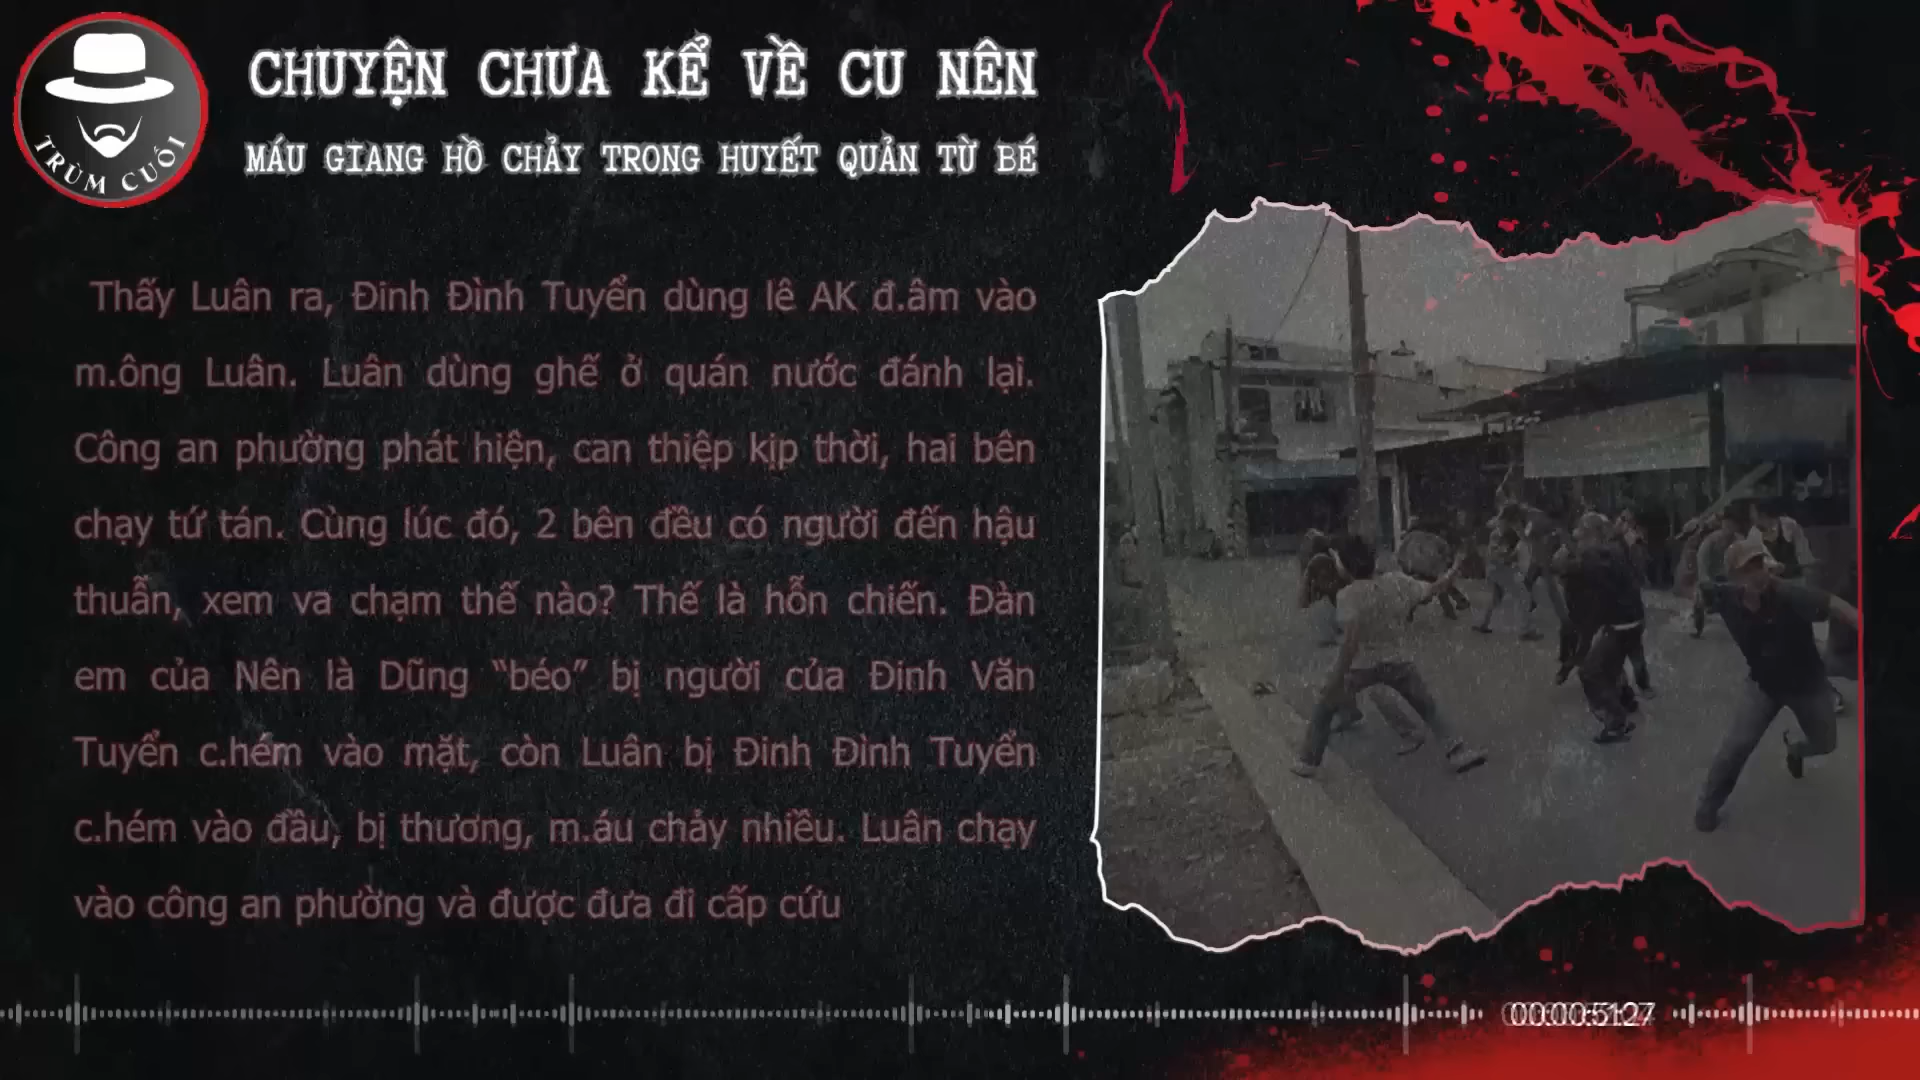 TRÙM CUỐI
CHUYỆN CHƯA KỂ VỀ CU NÊN
MÁU GIANG HỒ CHẢY TRONG HUYẾT QUẢN TỪ BÉ
Thấy Luân ra, Đinh Đình Tuyển dùng lê AK đ.âm vào
m.ông Luân. Luân dùng ghế ở quán nước đánh lại.
Công an phường phát hiện, can thiệp kịp thời, hai bên
chạy tứ tán. Cùng lúc đó, 2 bên đều có người đến hậu
thuẫn, xem va chạm thế nào? Thế là hỗn chiến. Đàn
em của Nên là Dũng “béo” bị người của Đinh Văn
Tuyển c.hém vào mặt, còn Luân bị Đinh Đình Tuyển
c.hém vào đầu, bị thương, m.áu chảy nhiều. Luân chạy
vào công an phường và được đưa đi cấp cứu